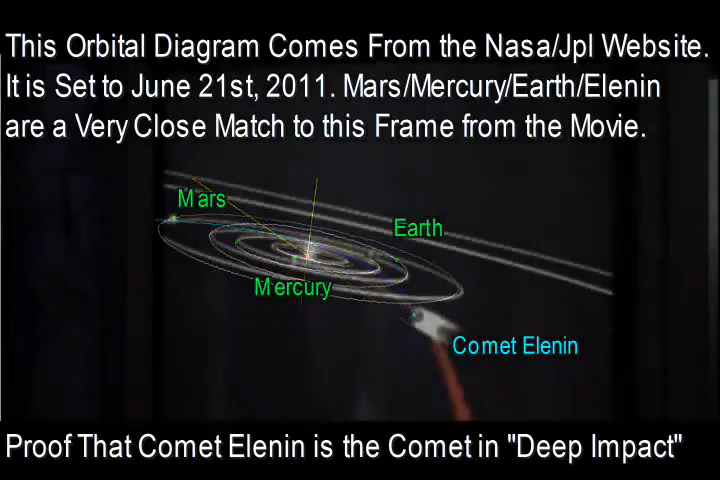 This Orbital Diagram Comes From the Nasa/Jpl Website.
It is Set to June 21st, 2011. Mars/Mercury/Earth/Elenin
are a Very Close Match to this Frame from the Movie.
Mars
Earth
Mercury
Comet Elenin
Proof That Comet Elenin is the Comet in "Deep Impact"